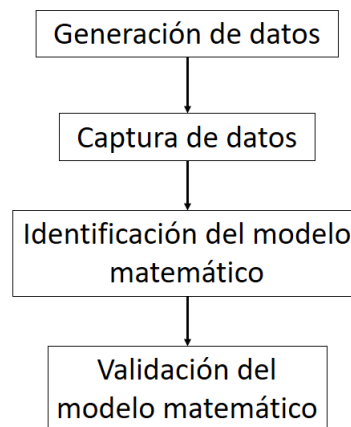 Generación de datos
Captura de datos
Identificación del modelo
matemático
Validación del
modelo matemático